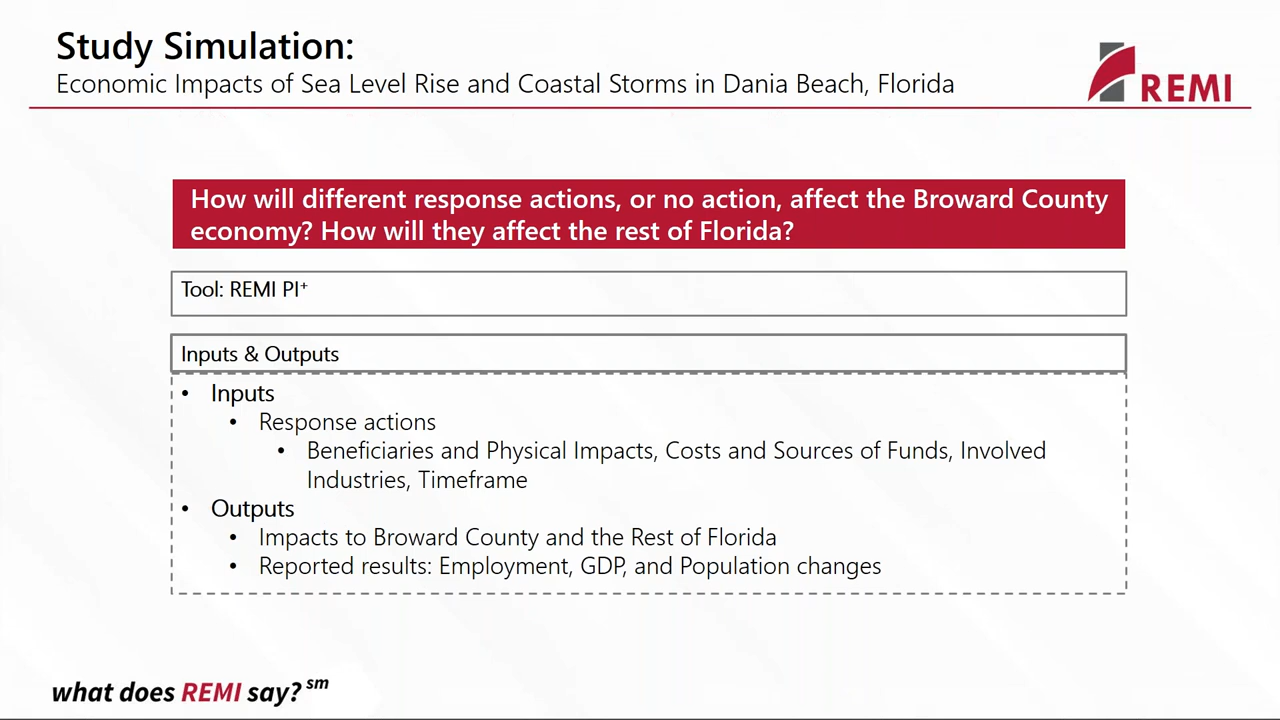 Study Simulation:
Economic Impacts of Sea Level Rise and Coastal Storms in Dania Beach, Florida
REMI
How will different response actions, or no action, affect the Broward County
economy? How will they affect the rest of Florida?
Tool: REMI PI⁺
Inputs & Outputs
• Inputs
• Response actions
• Beneficiaries and Physical Impacts, Costs and Sources of Funds, Involved
Industries, Timeframe
• Outputs
• Impacts to Broward County and the Rest of Florida
• Reported results: Employment, GDP, and Population changes
what does REMI say? sm